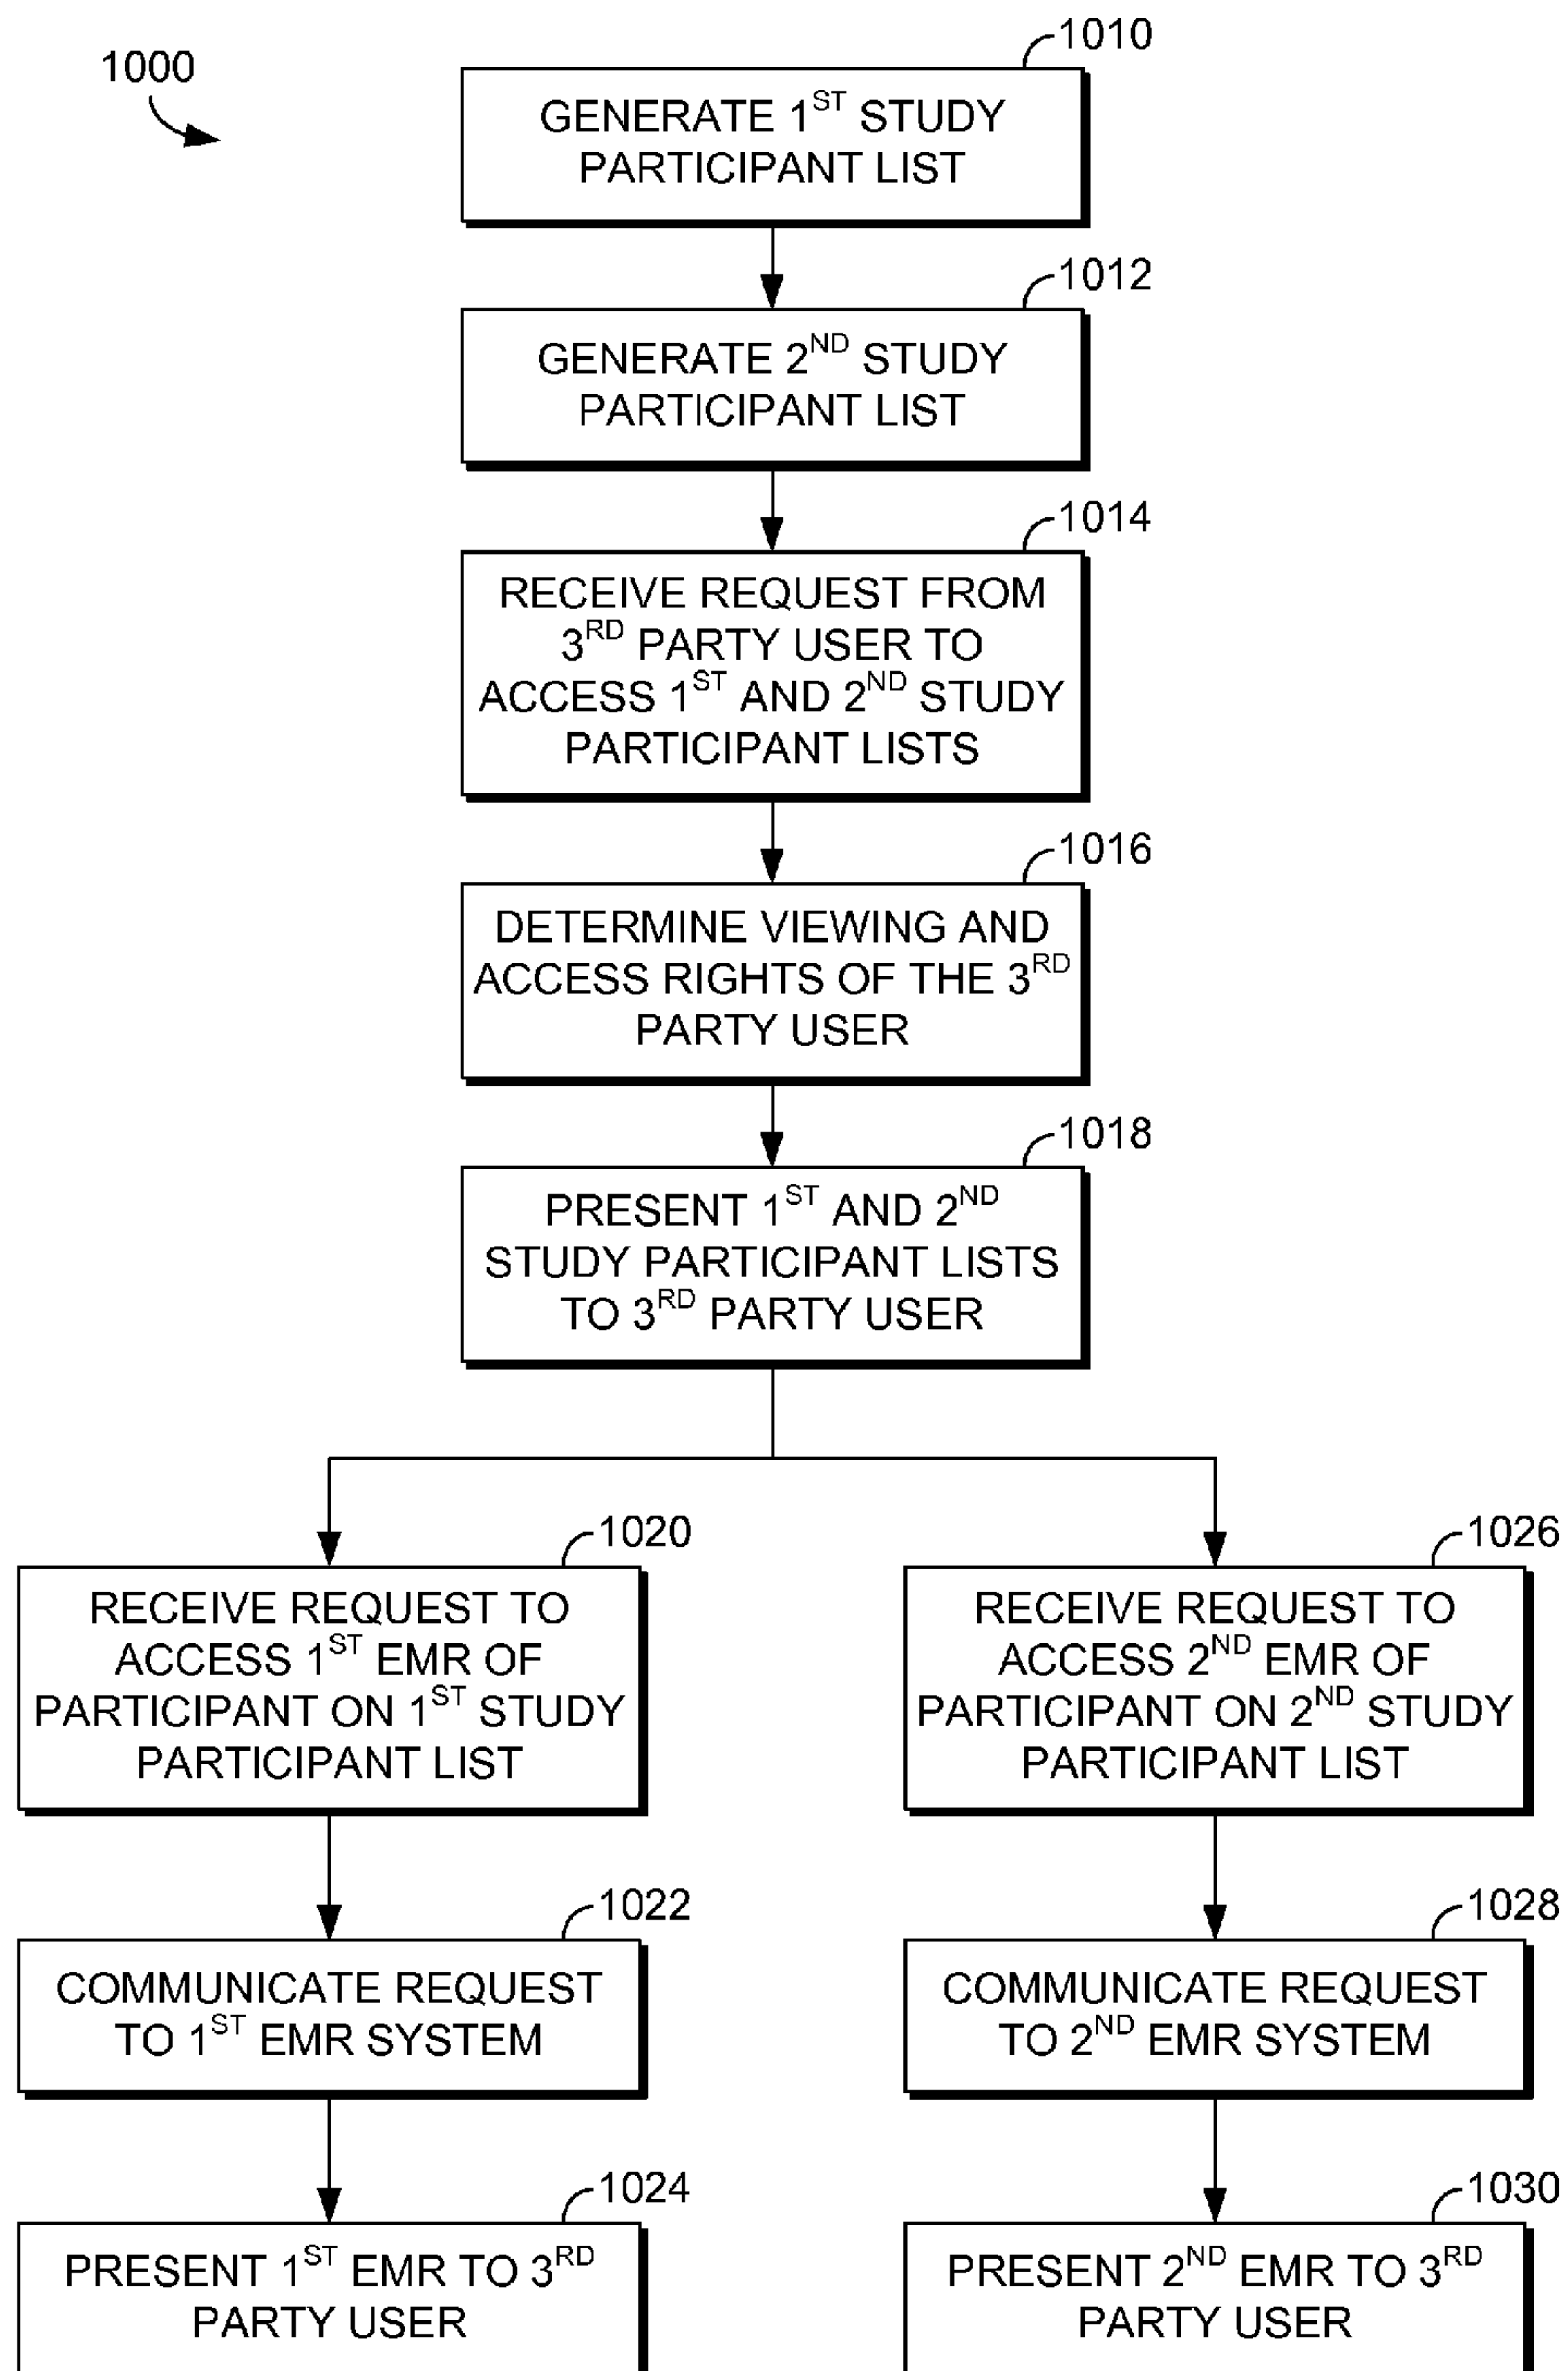 1000
1010
GENERATE 1ST STUDY
PARTICIPANT LIST
1012
GENERATE 2ND STUDY
PARTICIPANT LIST
1014
RECEIVE REQUEST FROM
3RD PARTY USER TO
ACCESS 1ST AND 2ND STUDY
PARTICIPANT LISTS
1016
DETERMINE VIEWING AND
ACCESS RIGHTS OF THE 3RD
PARTY USER
1018
PRESENT 1ST AND 2ND
STUDY PARTICIPANT LISTS
TO 3RD PARTY USER
1020
RECEIVE REQUEST TO
ACCESS 1ST EMR OF
PARTICIPANT ON 1ST STUDY
PARTICIPANT LIST
1022
COMMUNICATE REQUEST
TO 1ST EMR SYSTEM
1024
PRESENT 1ST EMR TO 3RD
PARTY USER
1026
RECEIVE REQUEST TO
ACCESS 2ND EMR OF
PARTICIPANT ON 2ND STUDY
PARTICIPANT LIST
1028
COMMUNICATE REQUEST
TO 2ND EMR SYSTEM
1030
PRESENT 2ND EMR TO 3RD
PARTY USER